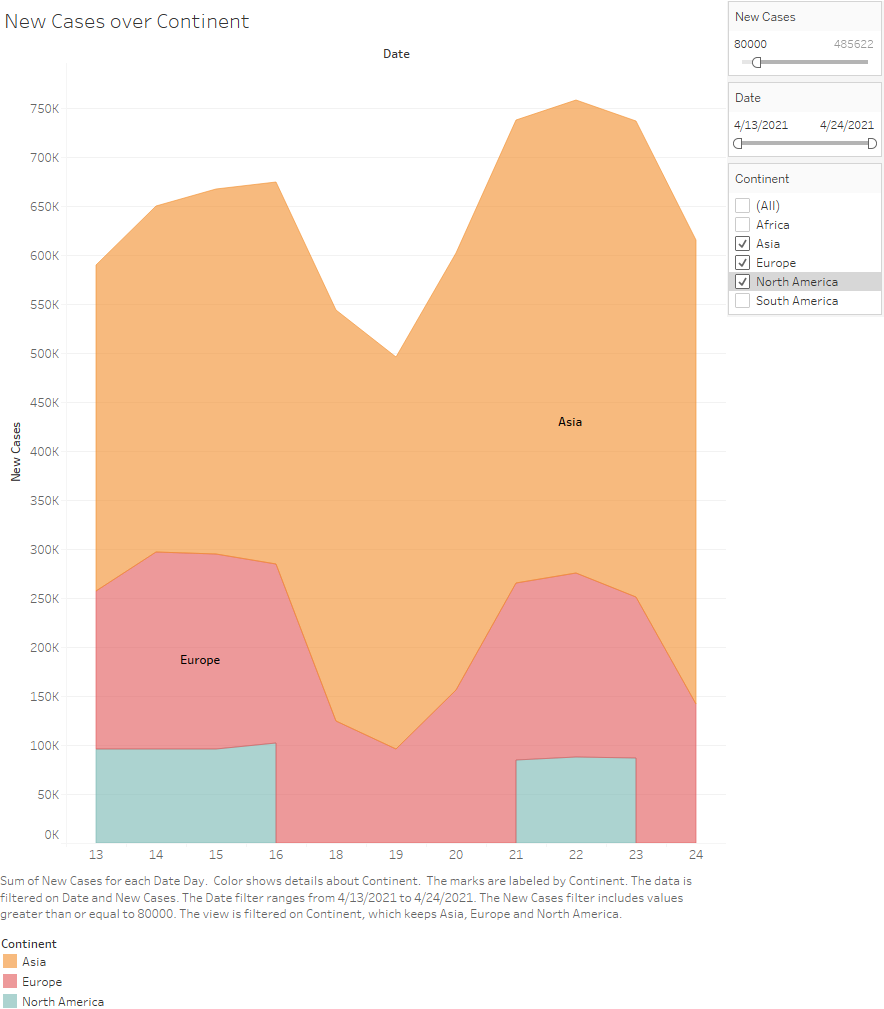 New Cases over Continent
Date
750K
700K
650K
600K
550K
500K
450K
400K
350K
300K
250K
200K
150K
100K
50K
0K
New Cases
Asia
Europe
13 14 15 16 18 19 20 21 22 23 24
Sum of New Cases for each Date Day. Color shows details about Continent. The marks are labeled by Continent. The data is
filtered on Date and New Cases. The Date filter ranges from 4/13/2021 to 4/24/2021. The New Cases filter includes values
greater than or equal to 80000. The view is filtered on Continent, which keeps Asia, Europe and North America.
Continent
Asia
Europe
North America
New Cases
80000 485622
Date
4/13/2021 4/24/2021
Continent
(All)
Africa
Asia
Europe
North America
South America